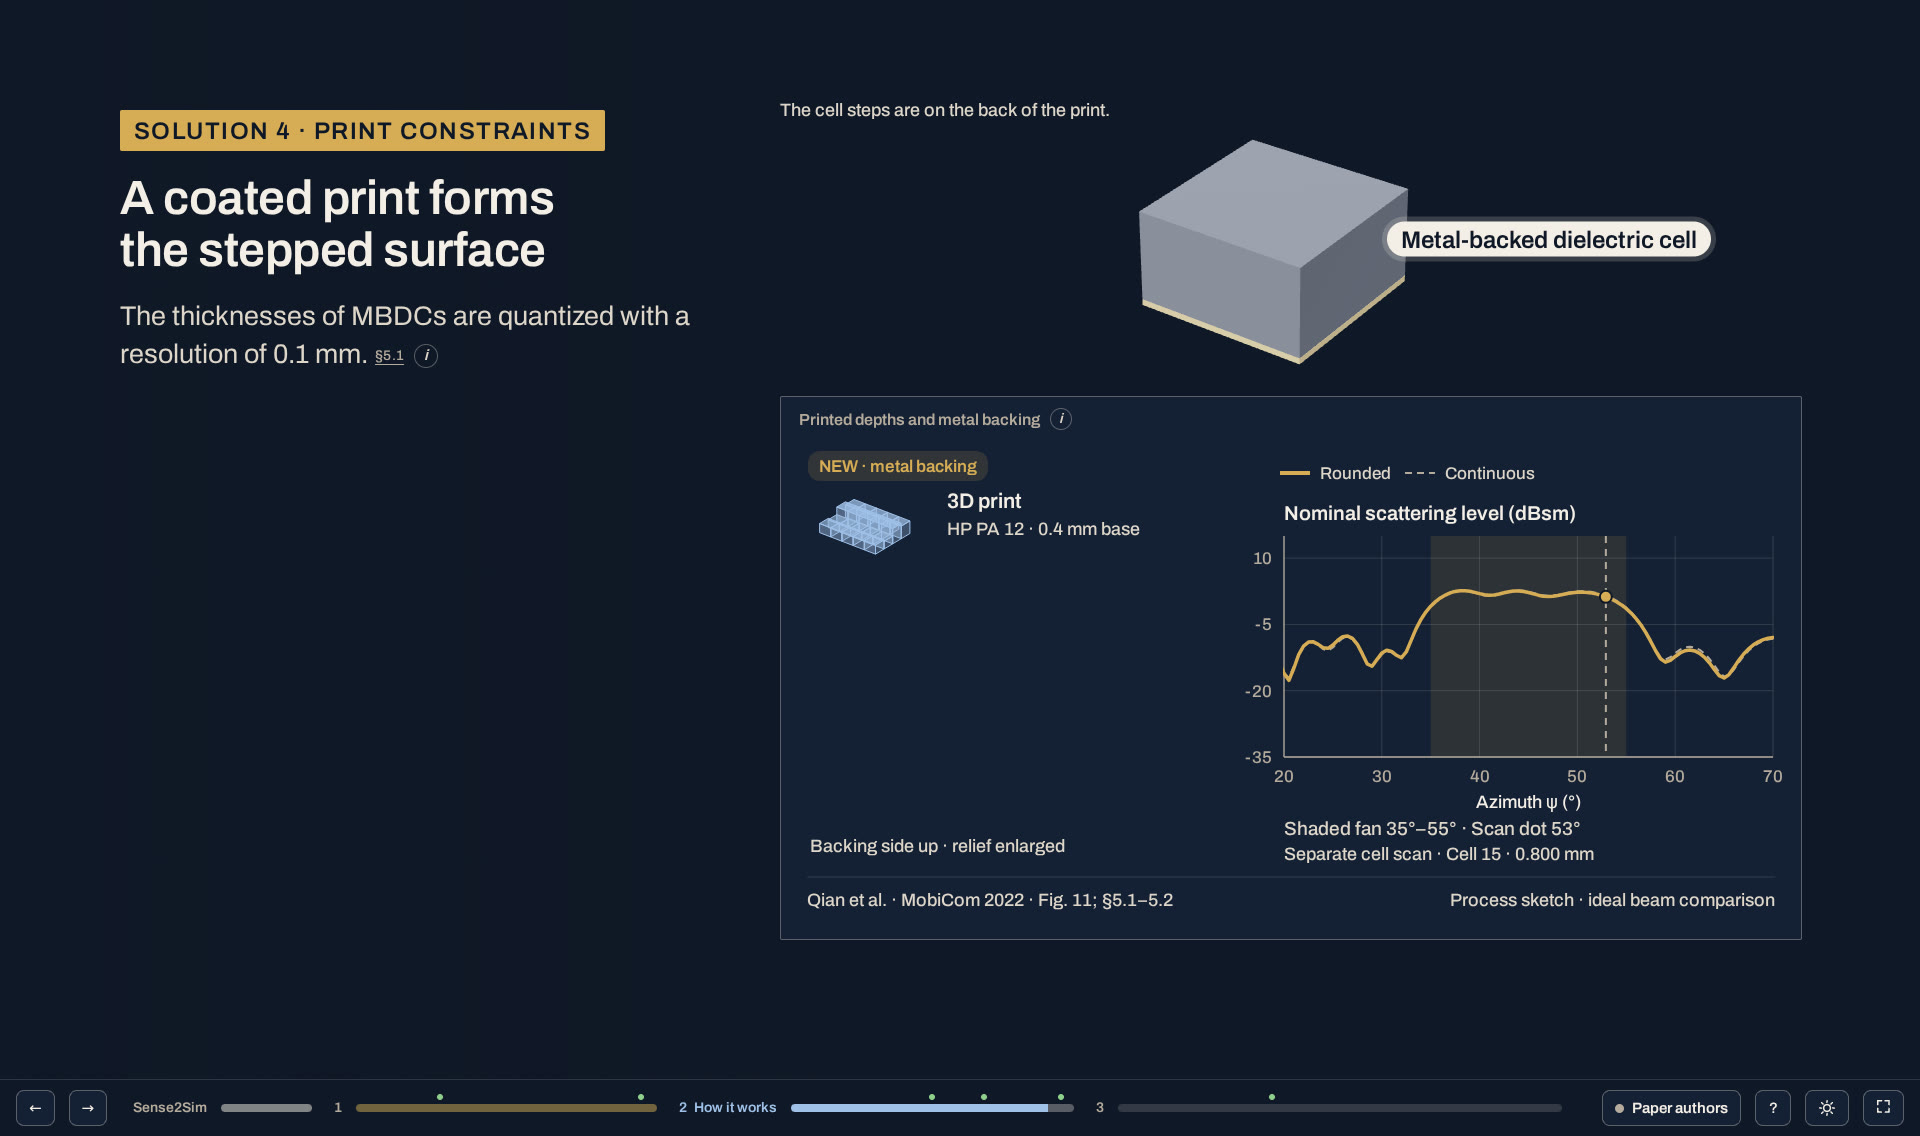 SOLUTION 4 · PRINT CONSTRAINTS
A coated print forms
the stepped surface
The thicknesses of MBDCs are quantized with a
resolution of 0.1 mm. §5.1 i
The cell steps are on the back of the print.
Metal-backed dielectric cell
Printed depths and metal backing i
NEW · metal backing
3D print
HP PA 12 · 0.4 mm base
Backing side up · relief enlarged
Rounded Continuous
Nominal scattering level (dBsm)
10
-5
-20
-35
20 30 40 50 60 70
Azimuth ψ (°)
Shaded fan 35°–55° · Scan dot 53°
Separate cell scan · Cell 15 · 0.800 mm
Qian et al. · MobiCom 2022 · Fig. 11; §5.1–5.2
Process sketch · ideal beam comparison
← → Sense2Sim 1 2 How it works 3 Paper authors ?